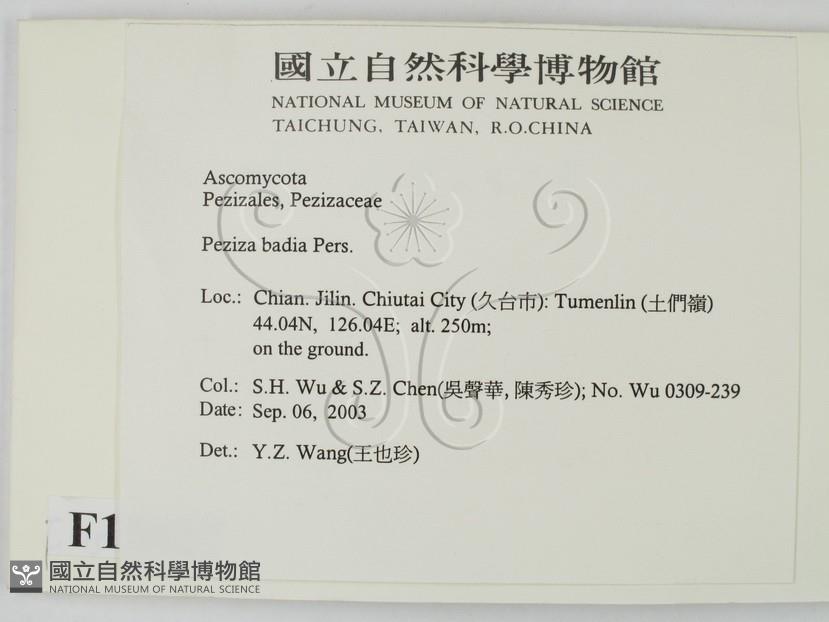 國立自然科學博物館
NATIONAL MUSEUM OF NATURAL SCIENCE
TAICHUNG, TAIWAN, R.O.CHINA
Ascomycota
Pezizales, Pezizaceae
Peziza badia Pers.
Loc.: Chian. Jilin. Chiutai City (久台市): Tumenlin (土們嶺)
44.04N, 126.04E; alt. 250m;
on the ground.
Col.: S.H. Wu & S.Z. Chen(吳聲華, 陳秀珍); No. Wu 0309-239
Date: Sep. 06, 2003
Det.: Y.Z. Wang(王也珍)
F1
國立自然科學博物館
NATIONAL MUSEUM OF NATURAL SCIENCE